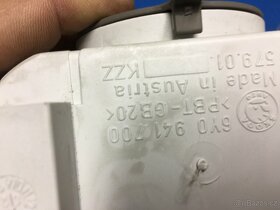 6Y0 941 700
>PBT-GB20<
Made in Austria
KZZ
579.01